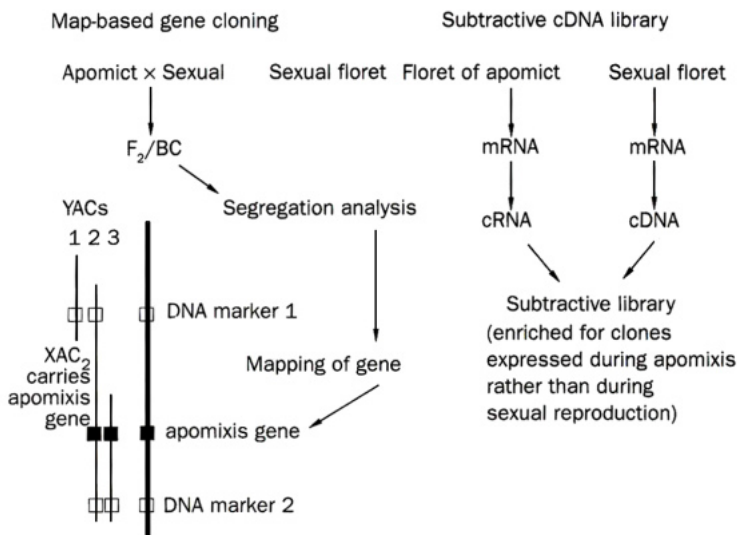 Map-based gene cloning
Subtractive cDNA library
Apomict × Sexual
Sexual floret
Floret of apomict
Sexual floret
F₂/BC
mRNA
mRNA
YACs
Segregation analysis
1 2 3
cRNA
cDNA
DNA marker 1
Subtractive library
(enriched for clones
expressed during apomixis
rather than during
sexual reproduction)
XAC₂
carries
apomixis
gene
Mapping of gene
apomixis gene
DNA marker 2